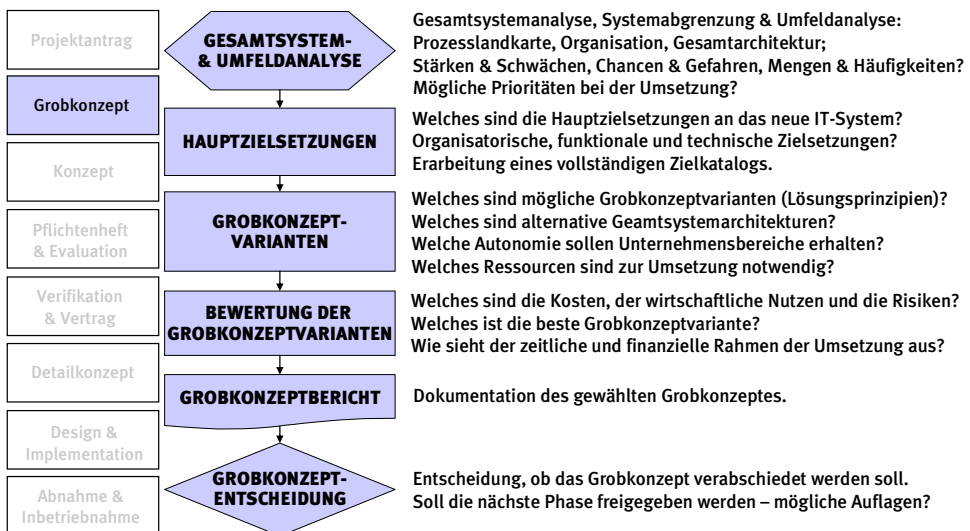 Projektantrag
Grobkonzept
Konzept
Pflichtenheft
& Evaluation
Verifikation
& Vertrag
Detailkonzept
Design &
Implementation
Abnahme &
Inbetriebnahme
GESAMTSYSTEM-
& UMFELDANALYSE
Gesamtsystemanalyse, Systemabgrenzung & Umfeldanalyse:
Prozesslandkarte, Organisation, Gesamtarchitektur;
Stärken & Schwächen, Chancen & Gefahren, Mengen & Häufigkeiten?
Mögliche Prioritäten bei der Umsetzung?
HAUPTZIELSETZUNGEN
Welches sind die Hauptzielsetzungen an das neue IT-System?
Organisatorische, funktionale und technische Zielsetzungen?
Erarbeitung eines vollständigen Zielkatalogs.
GROBKONZEPT-
VARIANTEN
Welches sind mögliche Grobkonzeptvarianten (Lösungsprinzipien)?
Welches sind alternative Geamtsystemarchitekturen?
Welche Autonomie sollen Unternehmensbereiche erhalten?
Welches Ressourcen sind zur Umsetzung notwendig?
BEWERTUNG DER
GROBKONZEPTVARIANTEN
Welches sind die Kosten, der wirtschaftliche Nutzen und die Risiken?
Welches ist die beste Grobkonzeptvariante?
Wie sieht der zeitliche und finanzielle Rahmen der Umsetzung aus?
GROBKONZEPTBERICHT
Dokumentation des gewählten Grobkonzeptes.
GROBKONZEPT-
ENTSCHEIDUNG
Entscheidung, ob das Grobkonzept verabschiedet werden soll.
Soll die nächste Phase freigegeben werden – mögliche Auflagen?